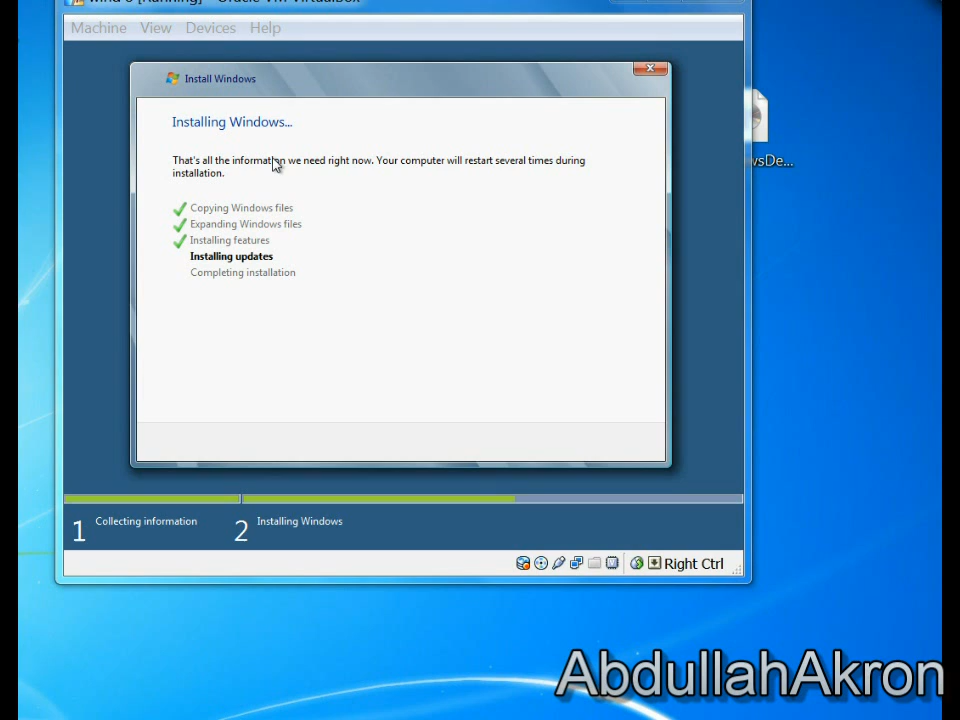 Machine View Devices Help
Install Windows
Installing Windows...
That's all the information we need right now. Your computer will restart several times during
installation.
Copying Windows files
Expanding Windows files
Installing features
Installing updates
Completing installation
wsDe...
1 Collecting information
2 Installing Windows
Right Ctrl
AbdullahAkron